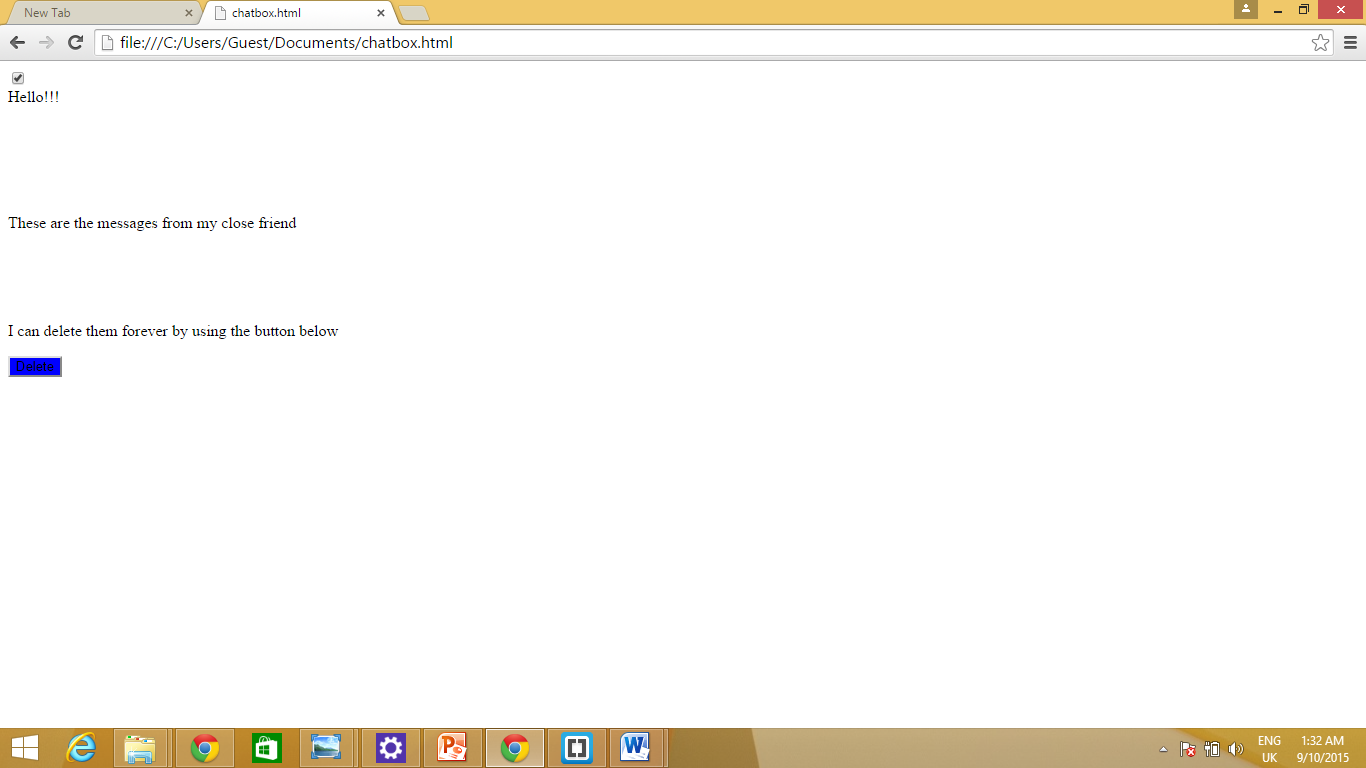 New Tab
chatbox.html
file:///C:/Users/Guest/Documents/chatbox.html
Hello!!!
These are the messages from my close friend
I can delete them forever by using the button below
Delete
ENG
UK
1:32 AM
9/10/2015